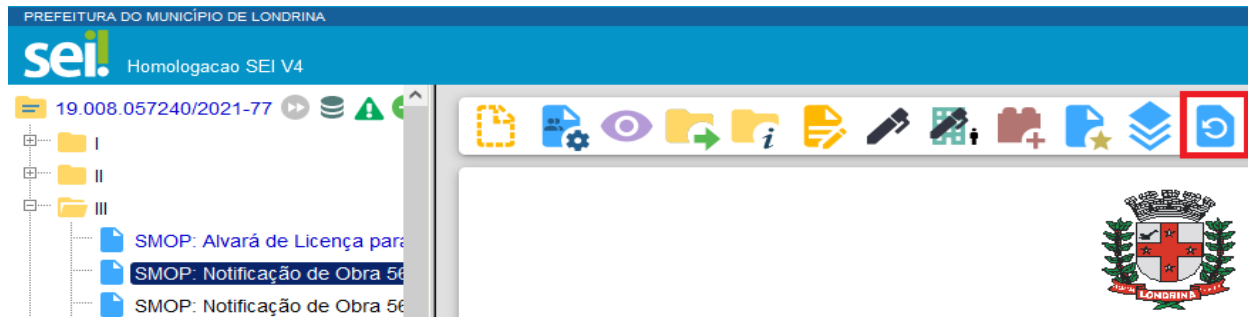 PREFEITURA DO MUNICÍPIO DE LONDRINA
sei!
Homologacao SEI V4
19.008.057240/2021-77
I
II
III
SMOP: Alvará de Licença para
SMOP: Notificação de Obra 56
SMOP: Notificação de Obra 56
LONDRINA